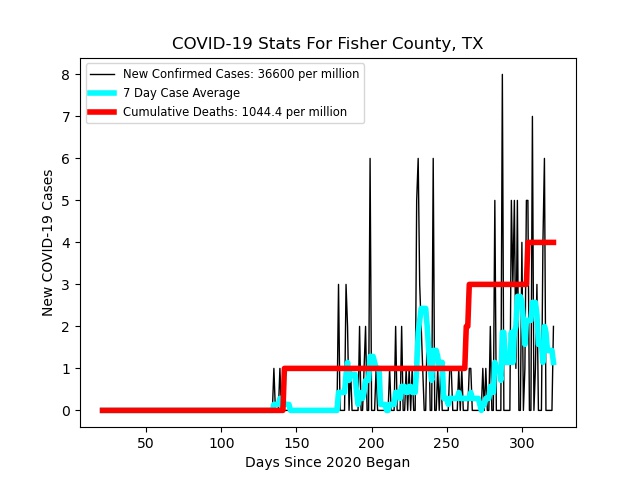 COVID-19 Stats For Fisher County, TX
New Confirmed Cases: 36600 per million
7 Day Case Average
Cumulative Deaths: 1044.4 per million
New COVID-19 Cases
8
7
6
5
4
3
2
1
0
50 100 150 200 250 300
Days Since 2020 Began